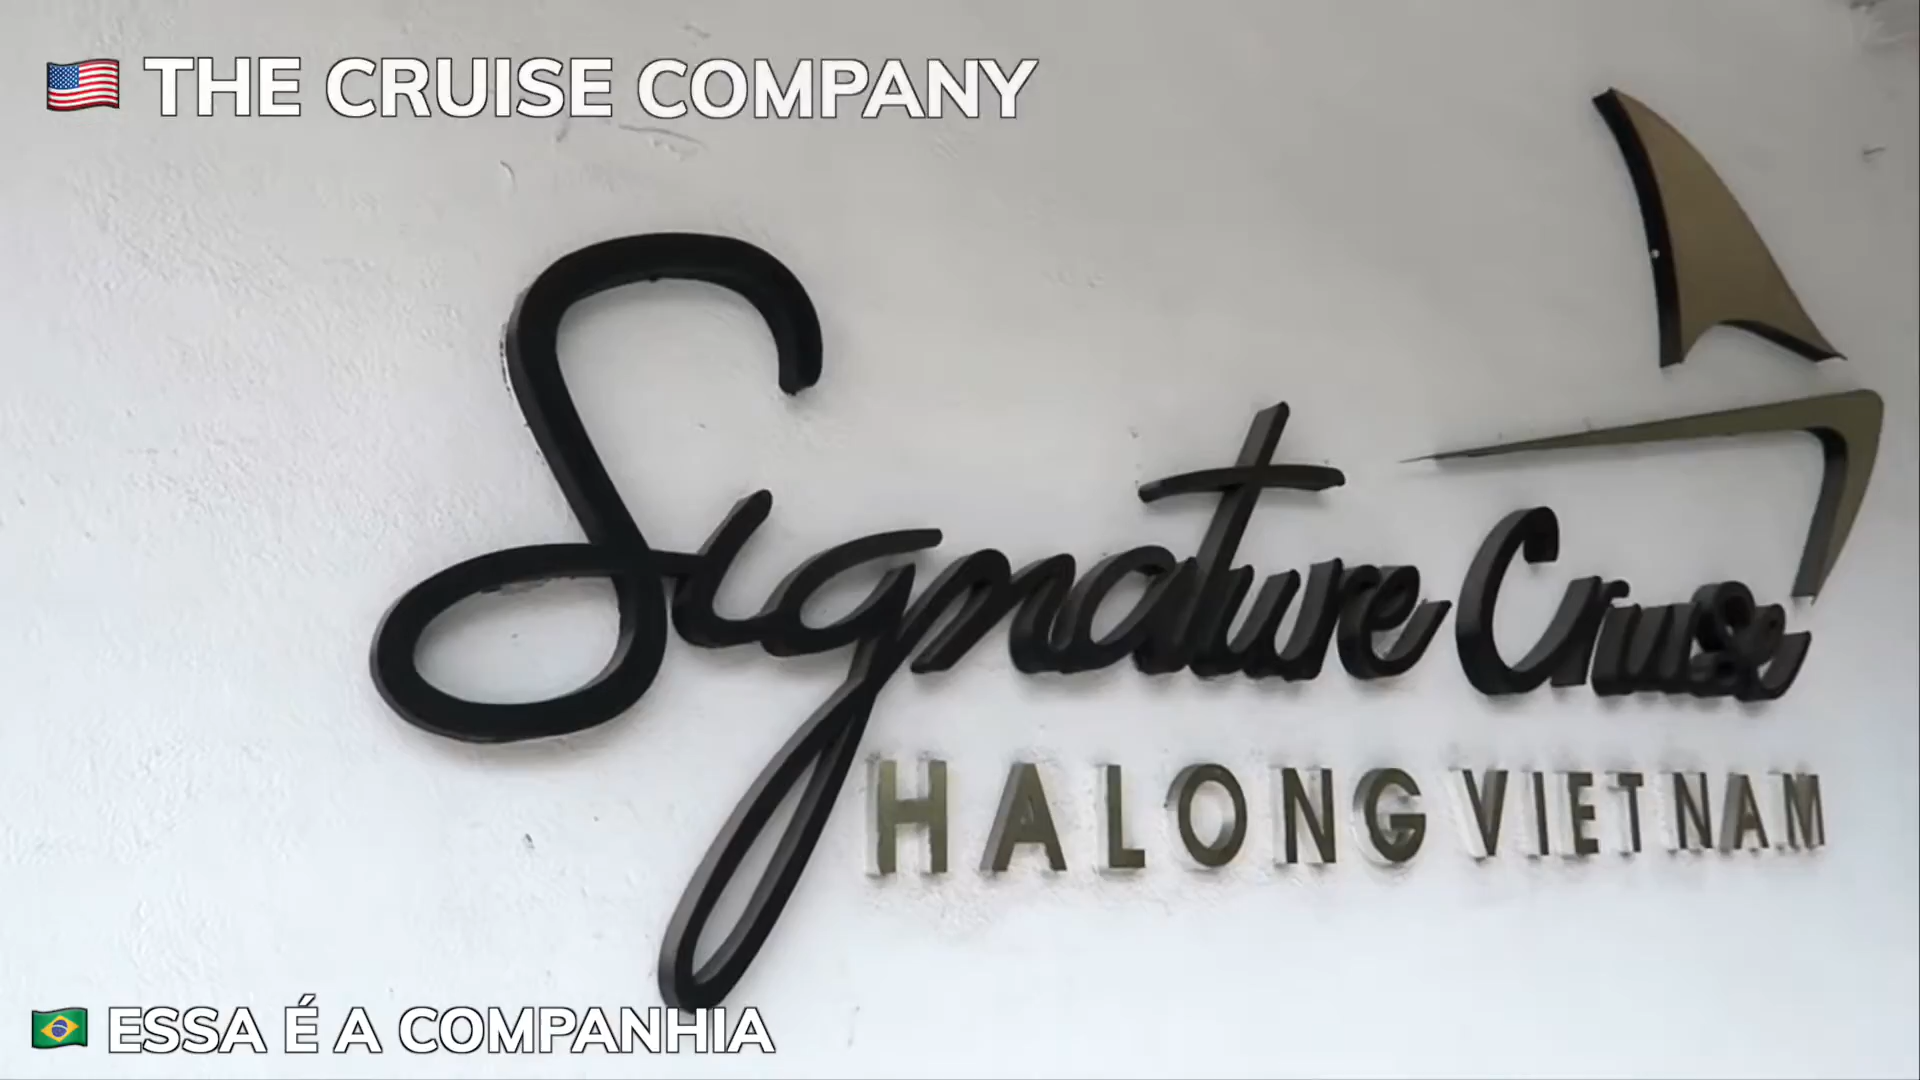 THE CRUISE COMPANY
Signature Cruise
HALONG VIETNAM
ESSA É A COMPANHIA